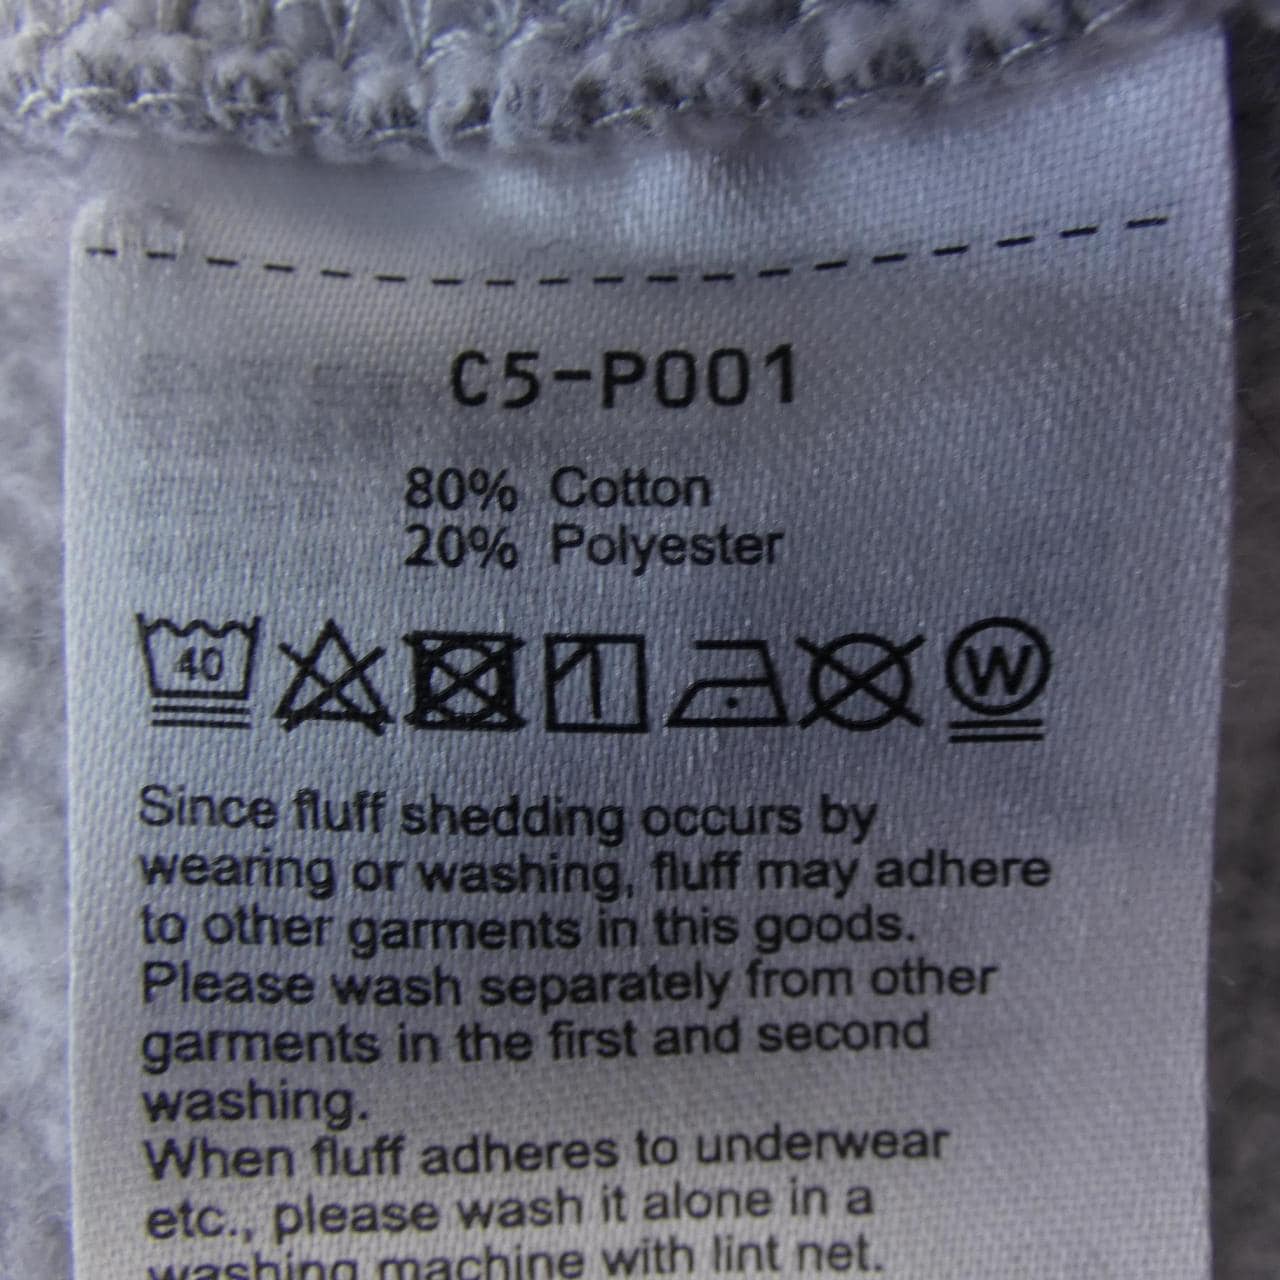 C5-P001
80% Cotton
20% Polyester
40 W
Since fluff shedding occurs by
wearing or washing, fluff may adhere
to other garments in this goods.
Please wash separately from other
garments in the first and second
washing.
When fluff adheres to underwear
etc., please wash it alone in a
washing machine with lint net.